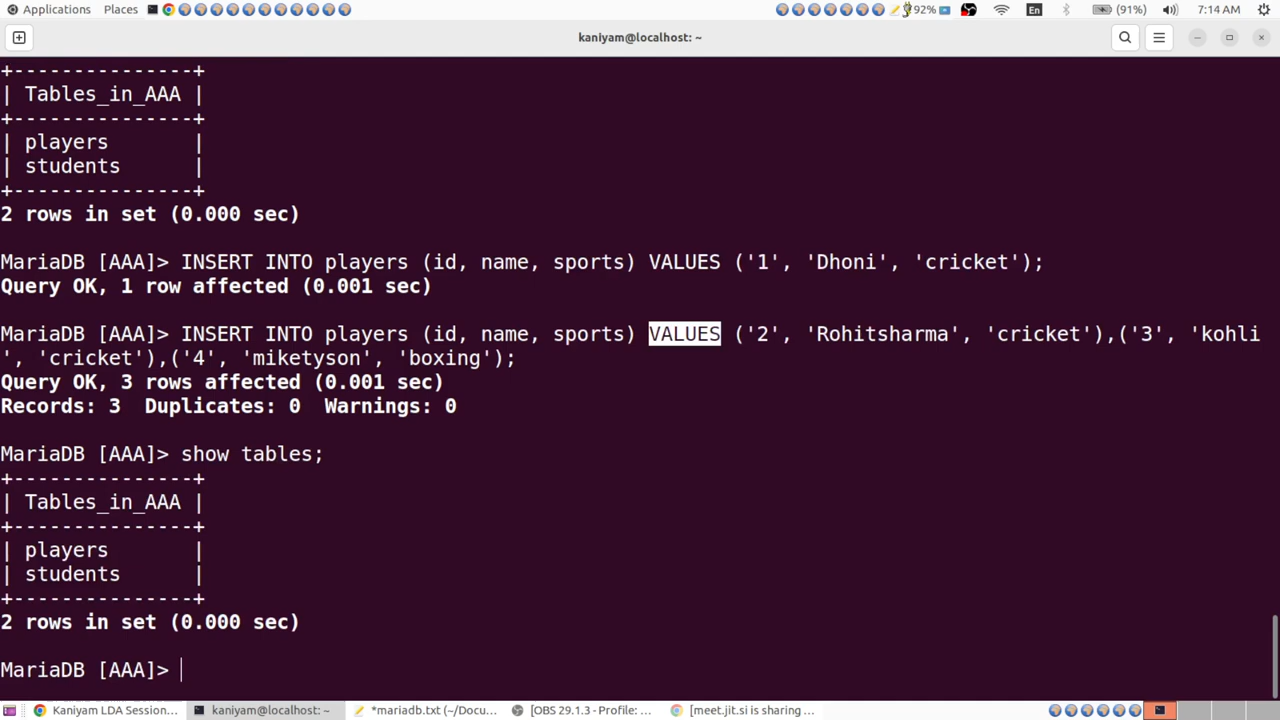 Applications Places 92% En (91%) 7:14 AM
kaniyam@localhost: ~
+---------------+
| Tables_in_AAA |
+---------------+
| players       |
| students      |
+---------------+
2 rows in set (0.000 sec)
MariaDB [AAA]> INSERT INTO players (id, name, sports) VALUES ('1', 'Dhoni', 'cricket');
Query OK, 1 row affected (0.001 sec)
MariaDB [AAA]> INSERT INTO players (id, name, sports) VALUES ('2', 'Rohitsharma', 'cricket'),('3', 'kohli
', 'cricket'),('4', 'miketyson', 'boxing');
Query OK, 3 rows affected (0.001 sec)
Records: 3  Duplicates: 0  Warnings: 0
MariaDB [AAA]> show tables;
+---------------+
| Tables_in_AAA |
+---------------+
| players       |
| students      |
+---------------+
2 rows in set (0.000 sec)
MariaDB [AAA]>
Kaniyam LDA Session... kaniyam@localhost: ~ *mariadb.txt (~/Docu... [OBS 29.1.3 - Profile: ... [meet.jit.si is sharing ...